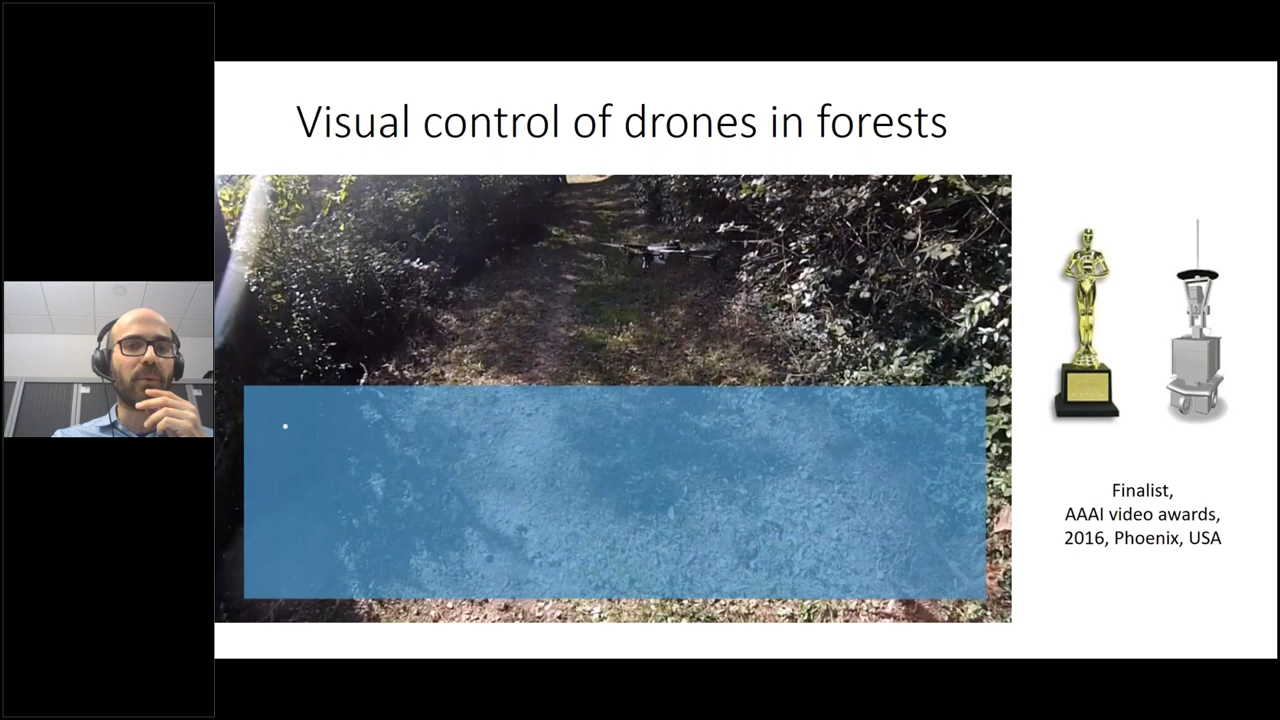 Visual control of drones in forests
Finalist,
AAAI video awards,
2016, Phoenix, USA